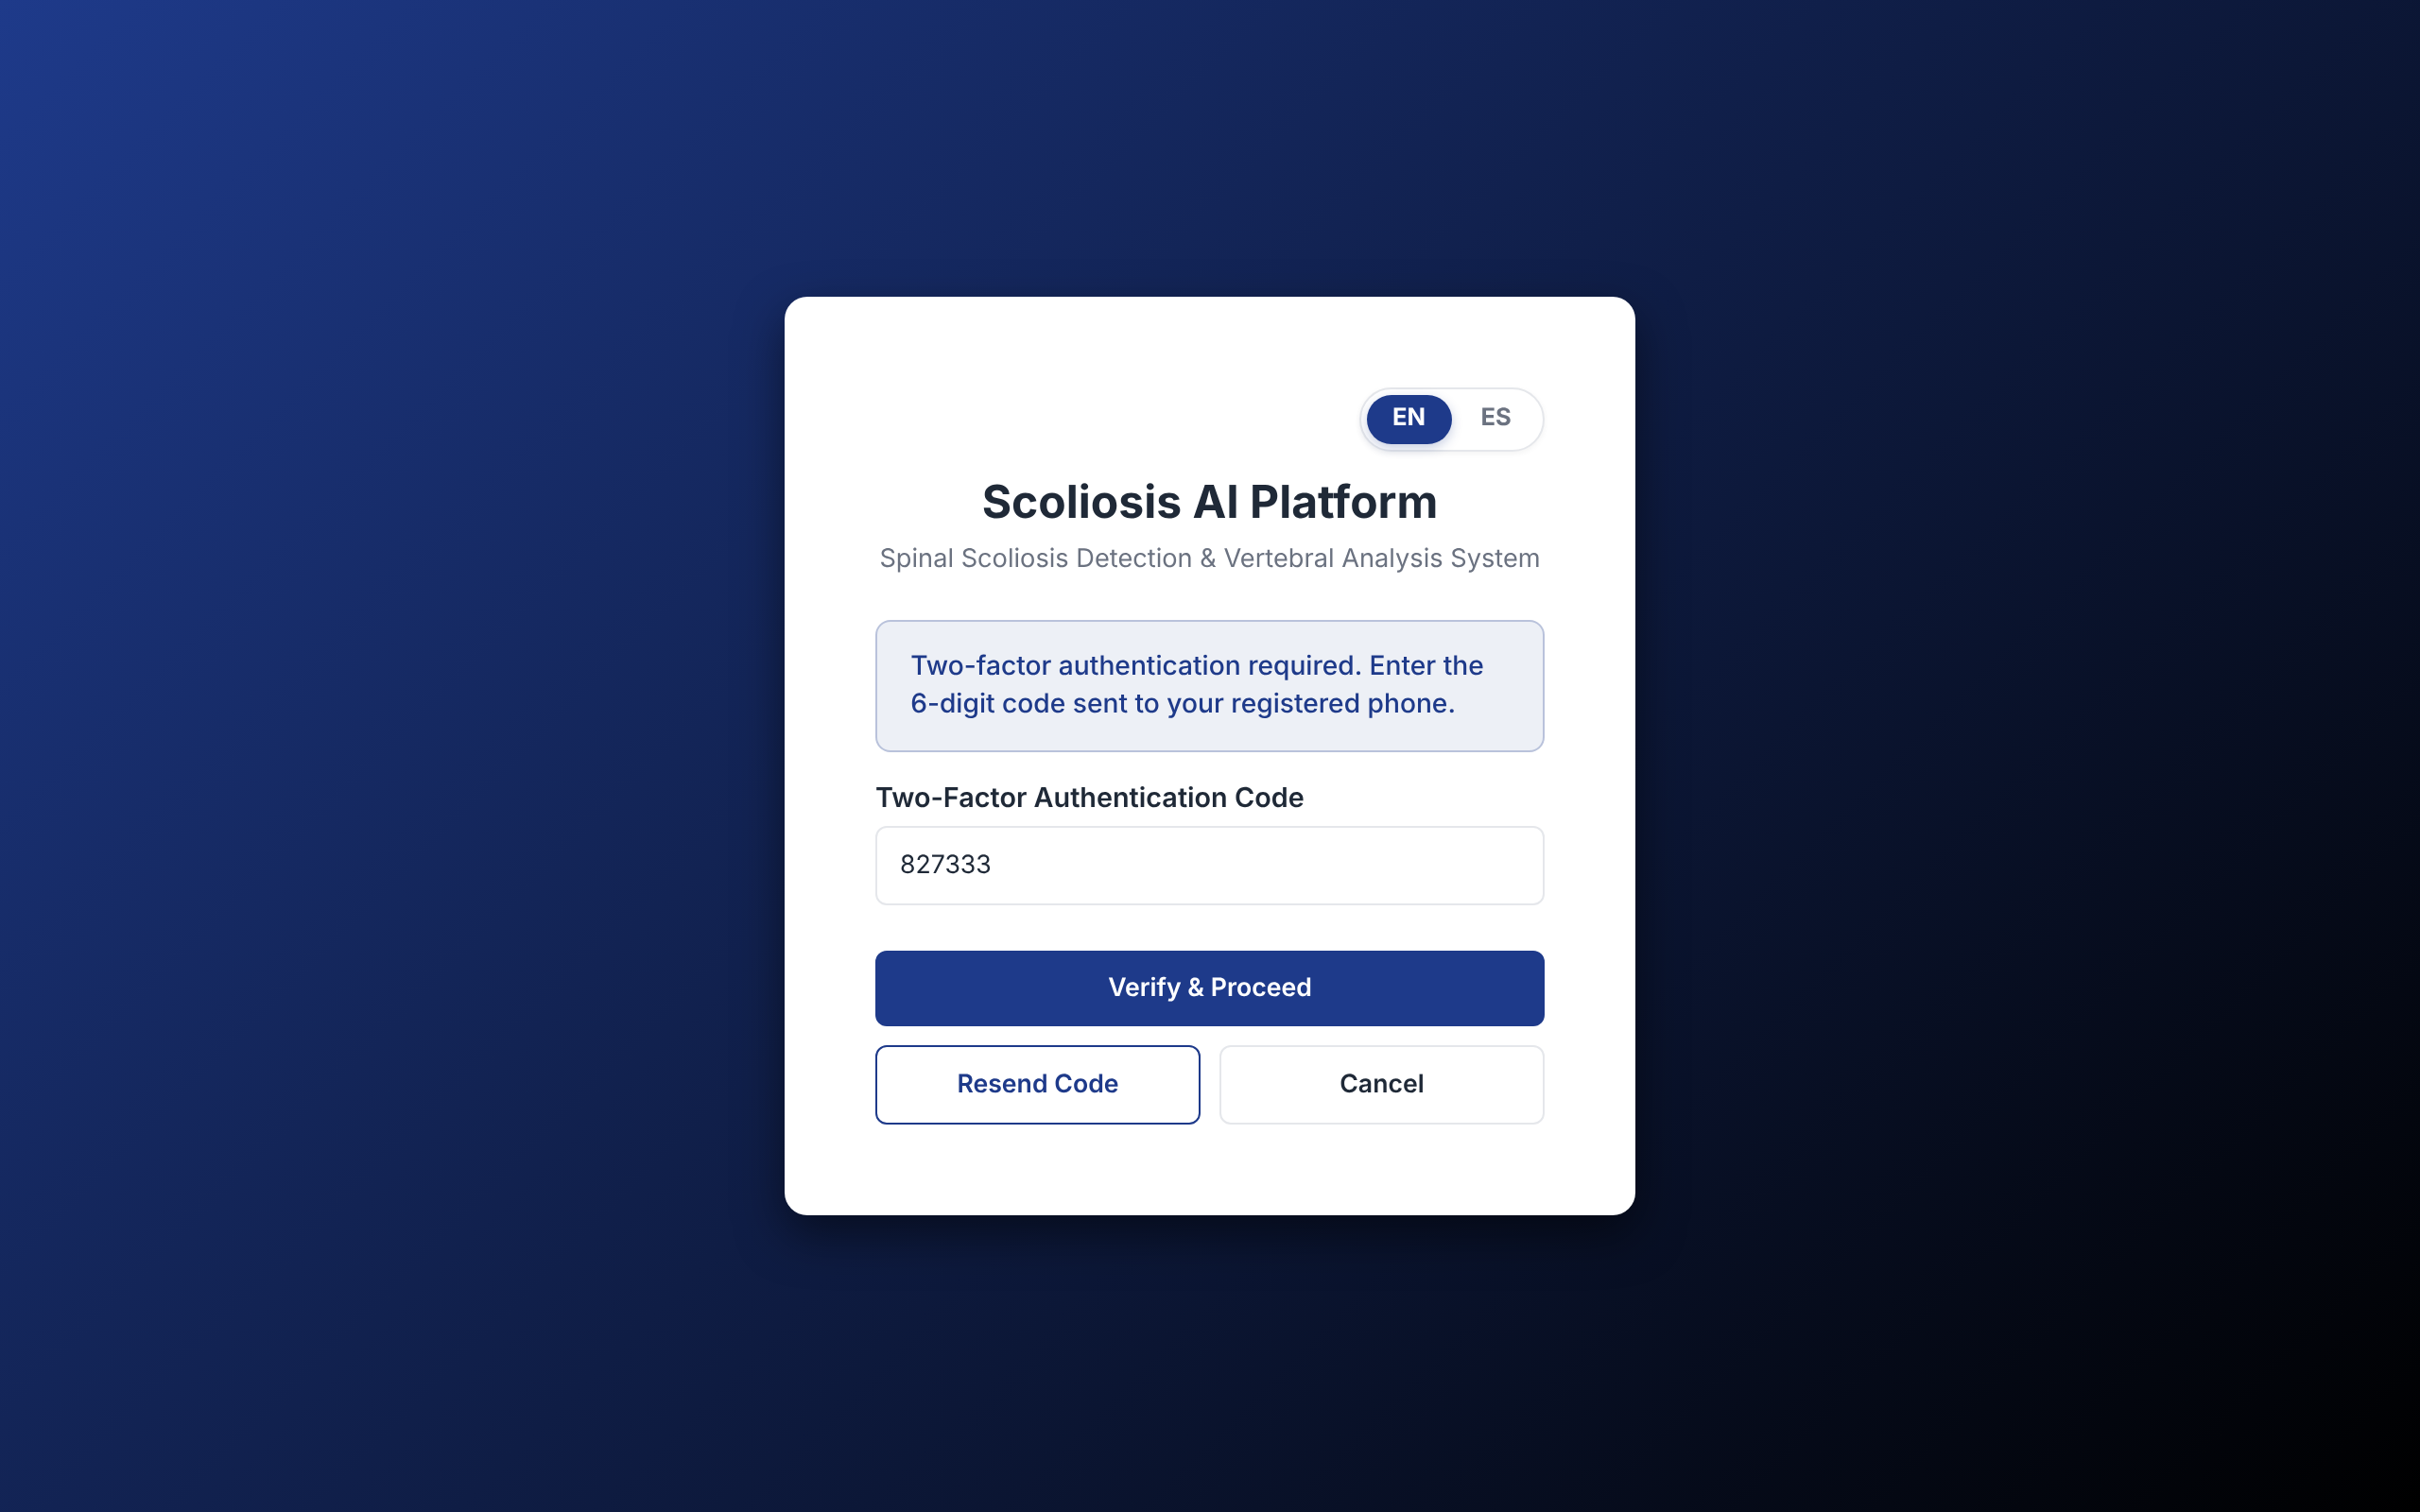 EN ES
Scoliosis AI Platform
Spinal Scoliosis Detection & Vertebral Analysis System
Two-factor authentication required. Enter the
6-digit code sent to your registered phone.
Two-Factor Authentication Code
827333
Verify & Proceed
Resend Code Cancel